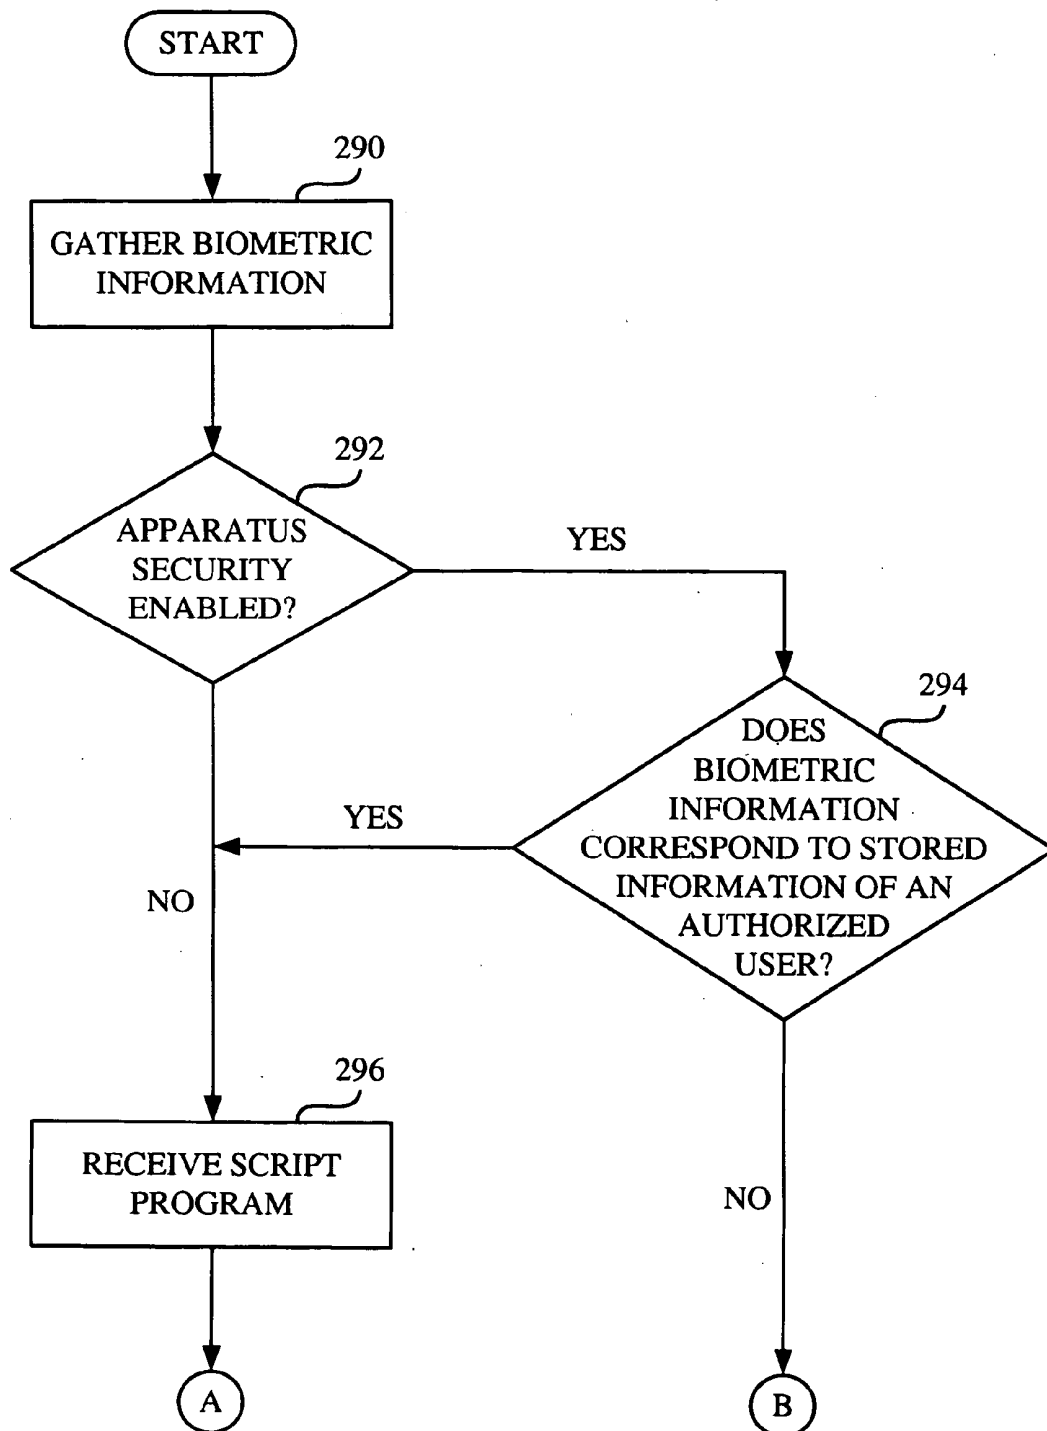 START
290
GATHER BIOMETRIC
INFORMATION
292
APPARATUS
SECURITY
ENABLED?
YES
294
DOES
BIOMETRIC
INFORMATION
CORRESPOND TO STORED
INFORMATION OF AN
AUTHORIZED
USER?
YES
NO
296
RECEIVE SCRIPT
PROGRAM
NO
A
B